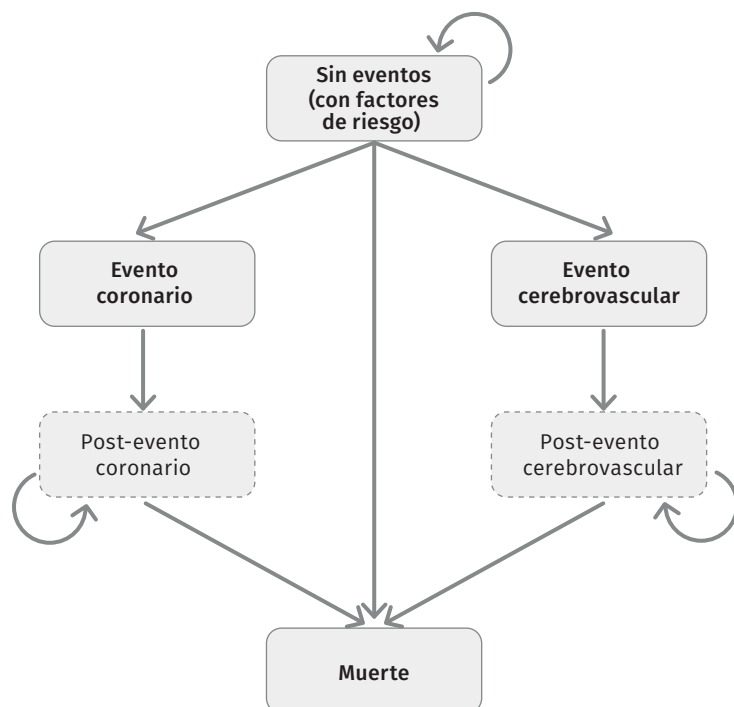 Sin eventos
(con factores
de riesgo)
Evento
coronario
Evento
cerebrovascular
Post-evento
coronario
Post-evento
cerebrovascular
Muerte